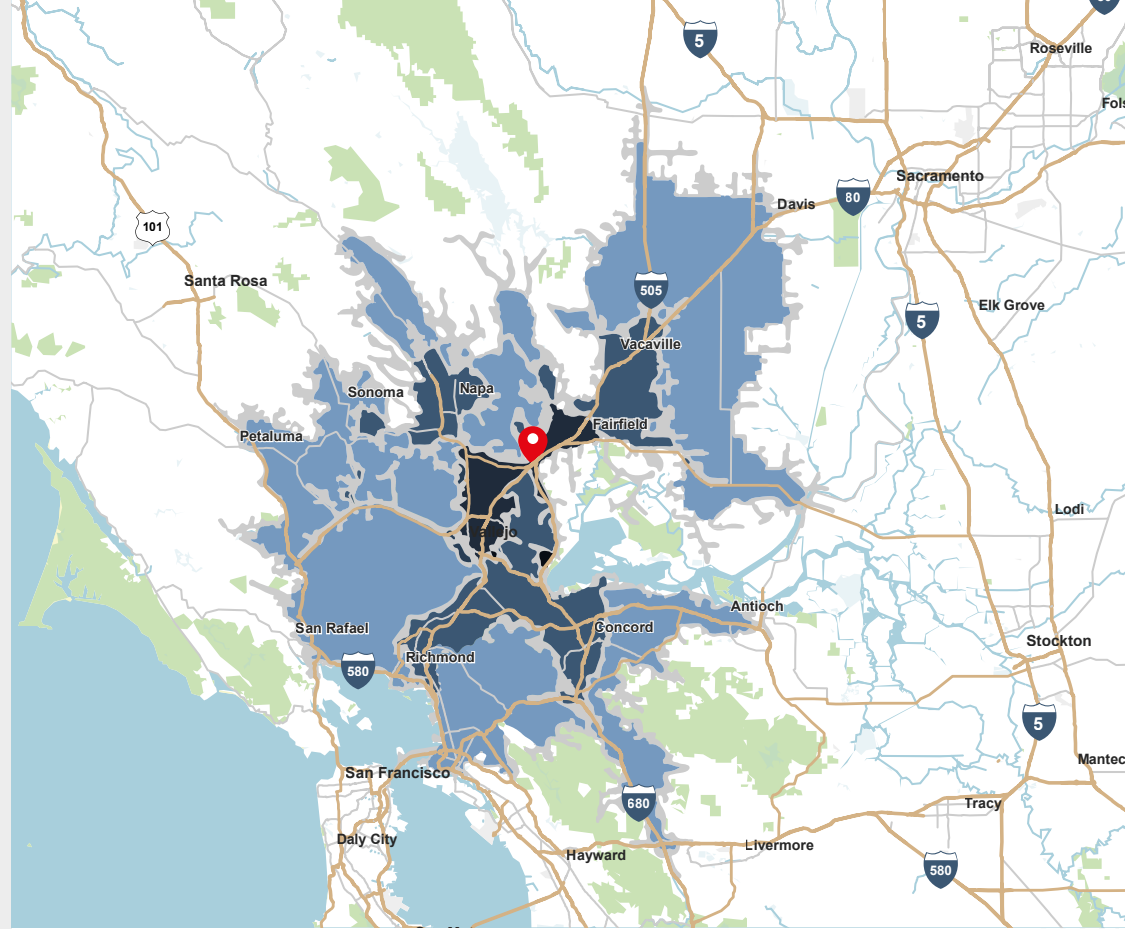 5
Roseville
Sacramento
Davis
80
101
Santa Rosa
505
Elk Grove
5
Vacaville
Napa
Sonoma
Fairfield
Petaluma
Lodi
Antioch
San Rafael
Concord
Stockton
Richmond
580
5
Mantec
San Francisco
680
Tracy
Daly City
Livermore
Hayward
580